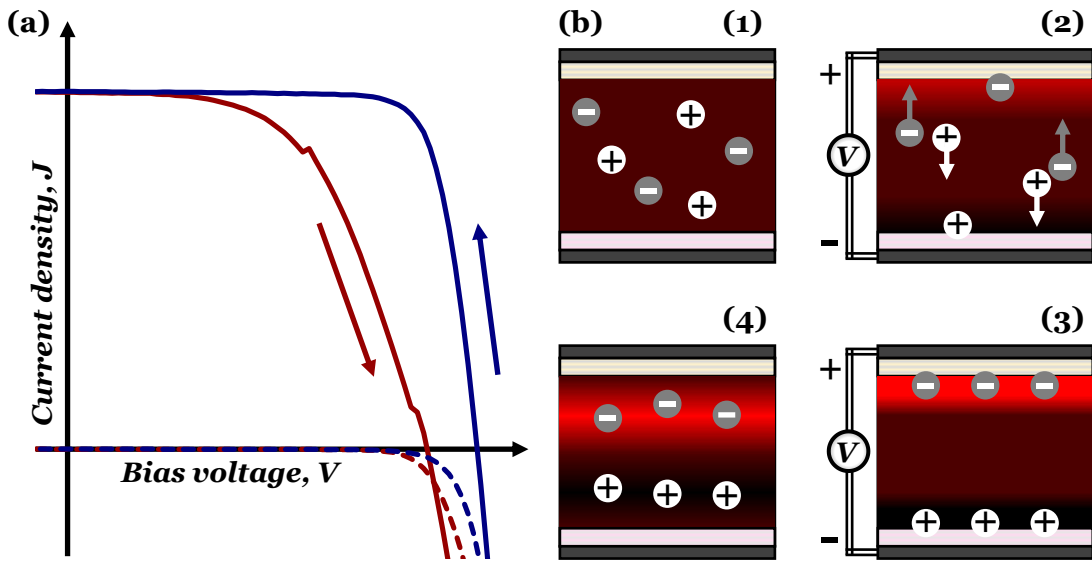 (a)
Current density, J
Bias voltage, V
(b)
(1)
+ +
+
− − −
(2)
+
V
−
− − −
+ + +
(4)
− − −
+ + +
(3)
+
V
−
− − −
+ + +